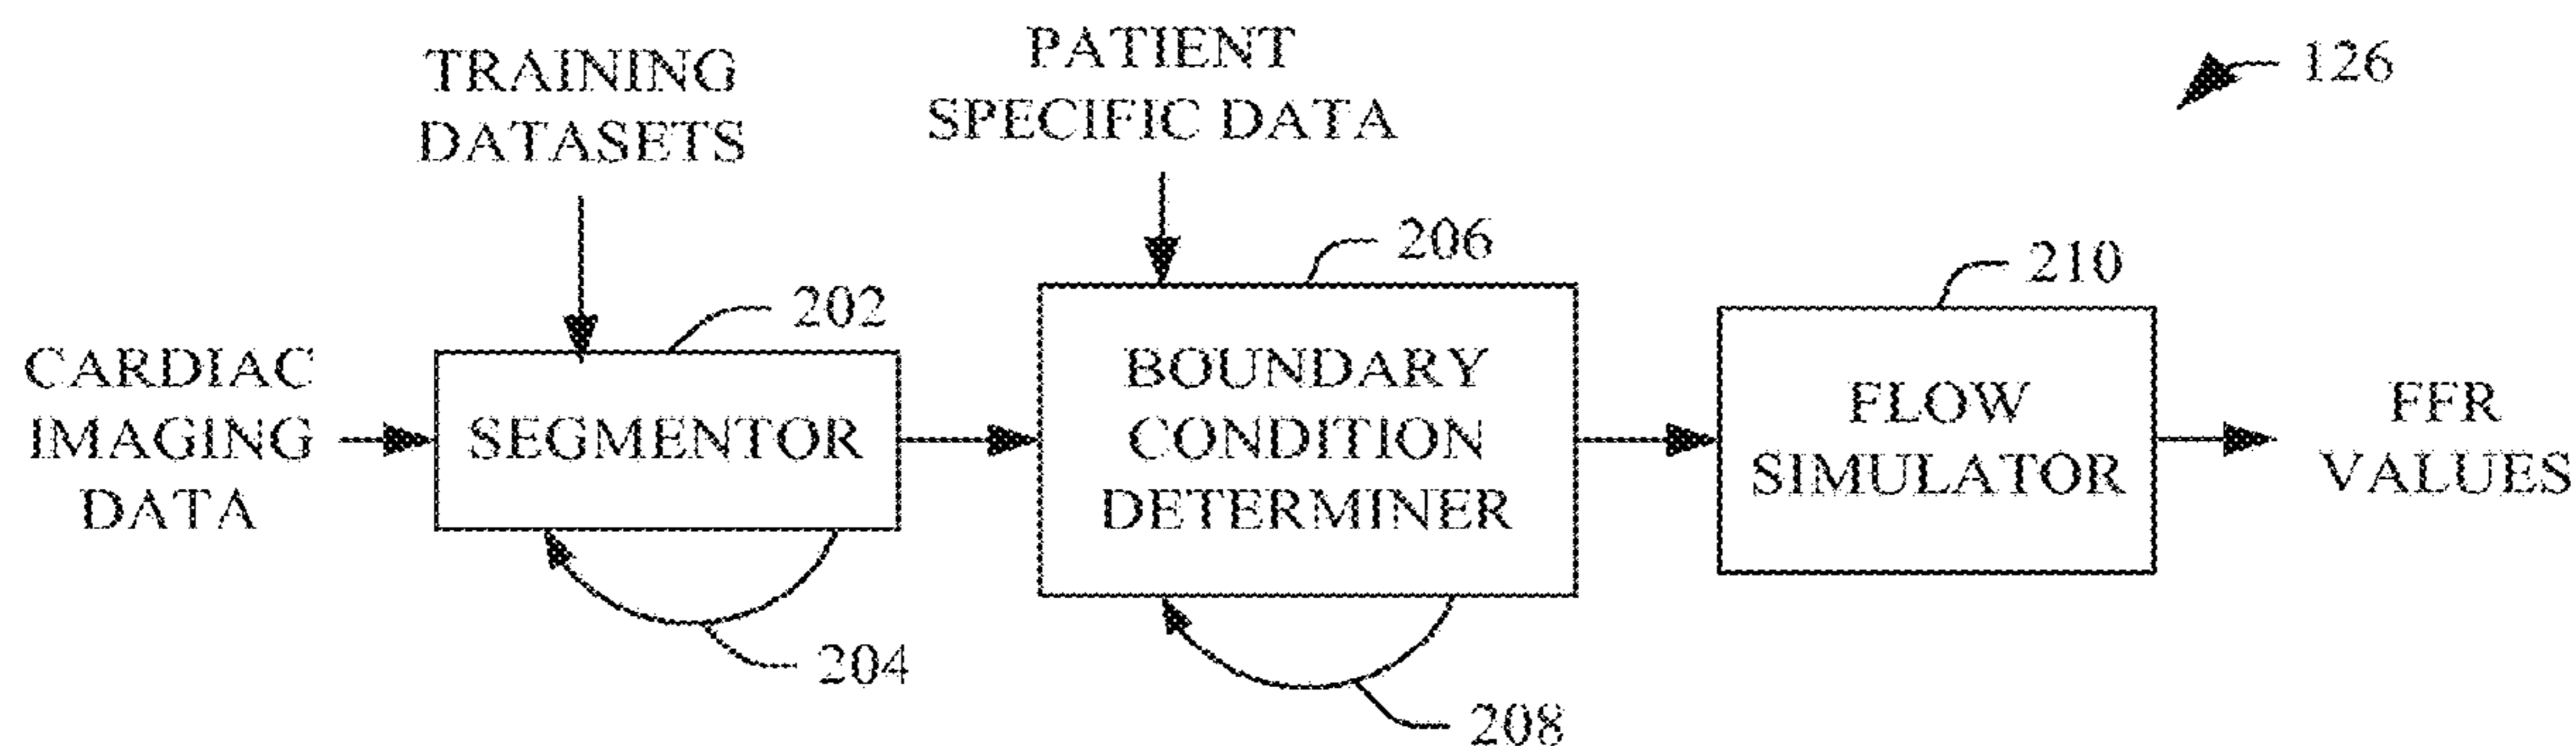 TRAINING
DATASETS
PATIENT
SPECIFIC DATA
126
206
210
202
CARDIAC
IMAGING
DATA
SEGMENTOR
BOUNDARY
CONDITION
DETERMINER
FLOW
SIMULATOR
FFR
VALUES
204
208